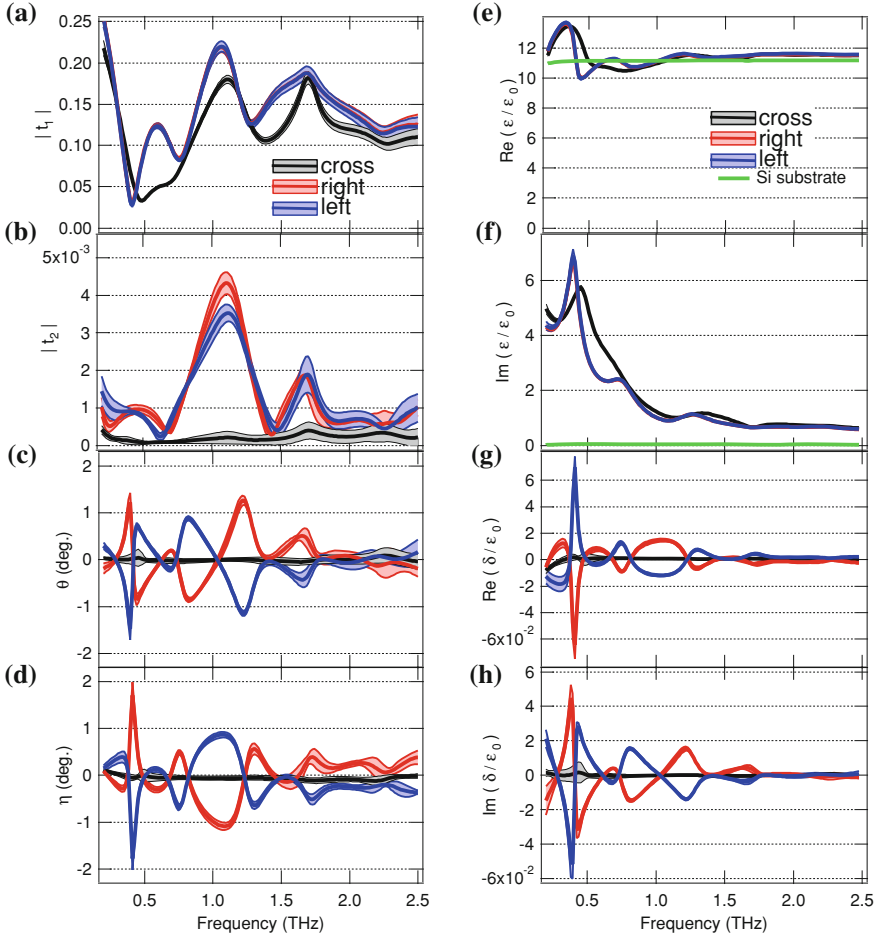 (a)
0.25
0.20
0.15
0.10
0.05
0.00
| t1 |
cross
right
left
(b)
5x10-3
4
3
2
1
0
| t2 |
(c)
2
1
0
-1
-2
θ (deg.)
(d)
2
1
0
-1
-2
η (deg.)
0.5 1.0 1.5 2.0 2.5
Frequency (THz)
(e)
12
10
8
6
4
2
0
Re ( ε / ε0 )
cross
right
left
Si substrate
(f)
6
4
2
0
Im ( ε / ε0 )
(g)
6
4
2
0
-2
-4
-6x10-2
Re ( δ / ε0 )
(h)
6
4
2
0
-2
-4
-6x10-2
Im ( δ / ε0 )
0.5 1.0 1.5 2.0 2.5
Frequency (THz)